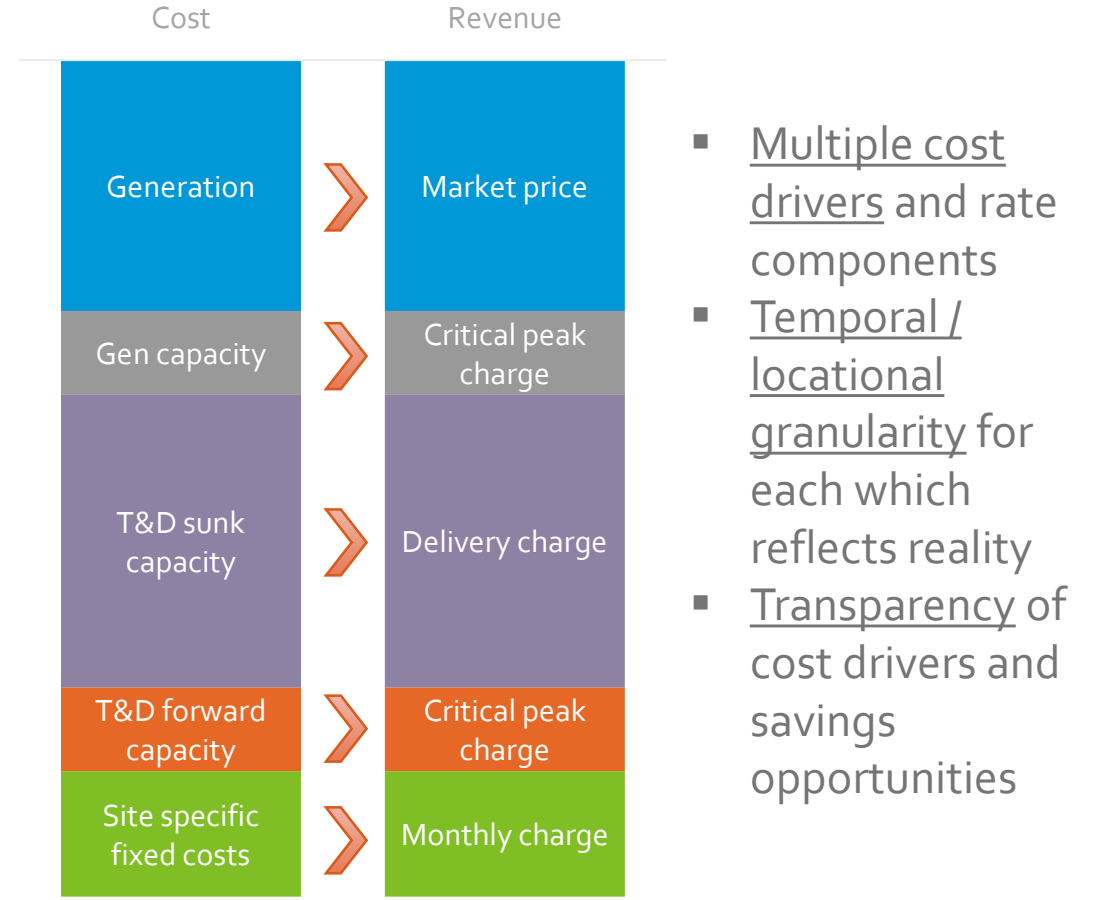 Cost
Revenue
Generation
Market price
Gen capacity
Critical peak
charge
T&D sunk
capacity
Delivery charge
T&D forward
capacity
Critical peak
charge
Site specific
fixed costs
Monthly charge
▪ Multiple cost
drivers and rate
components
▪ Temporal /
locational
granularity for
each which
reflects reality
▪ Transparency of
cost drivers and
savings
opportunities